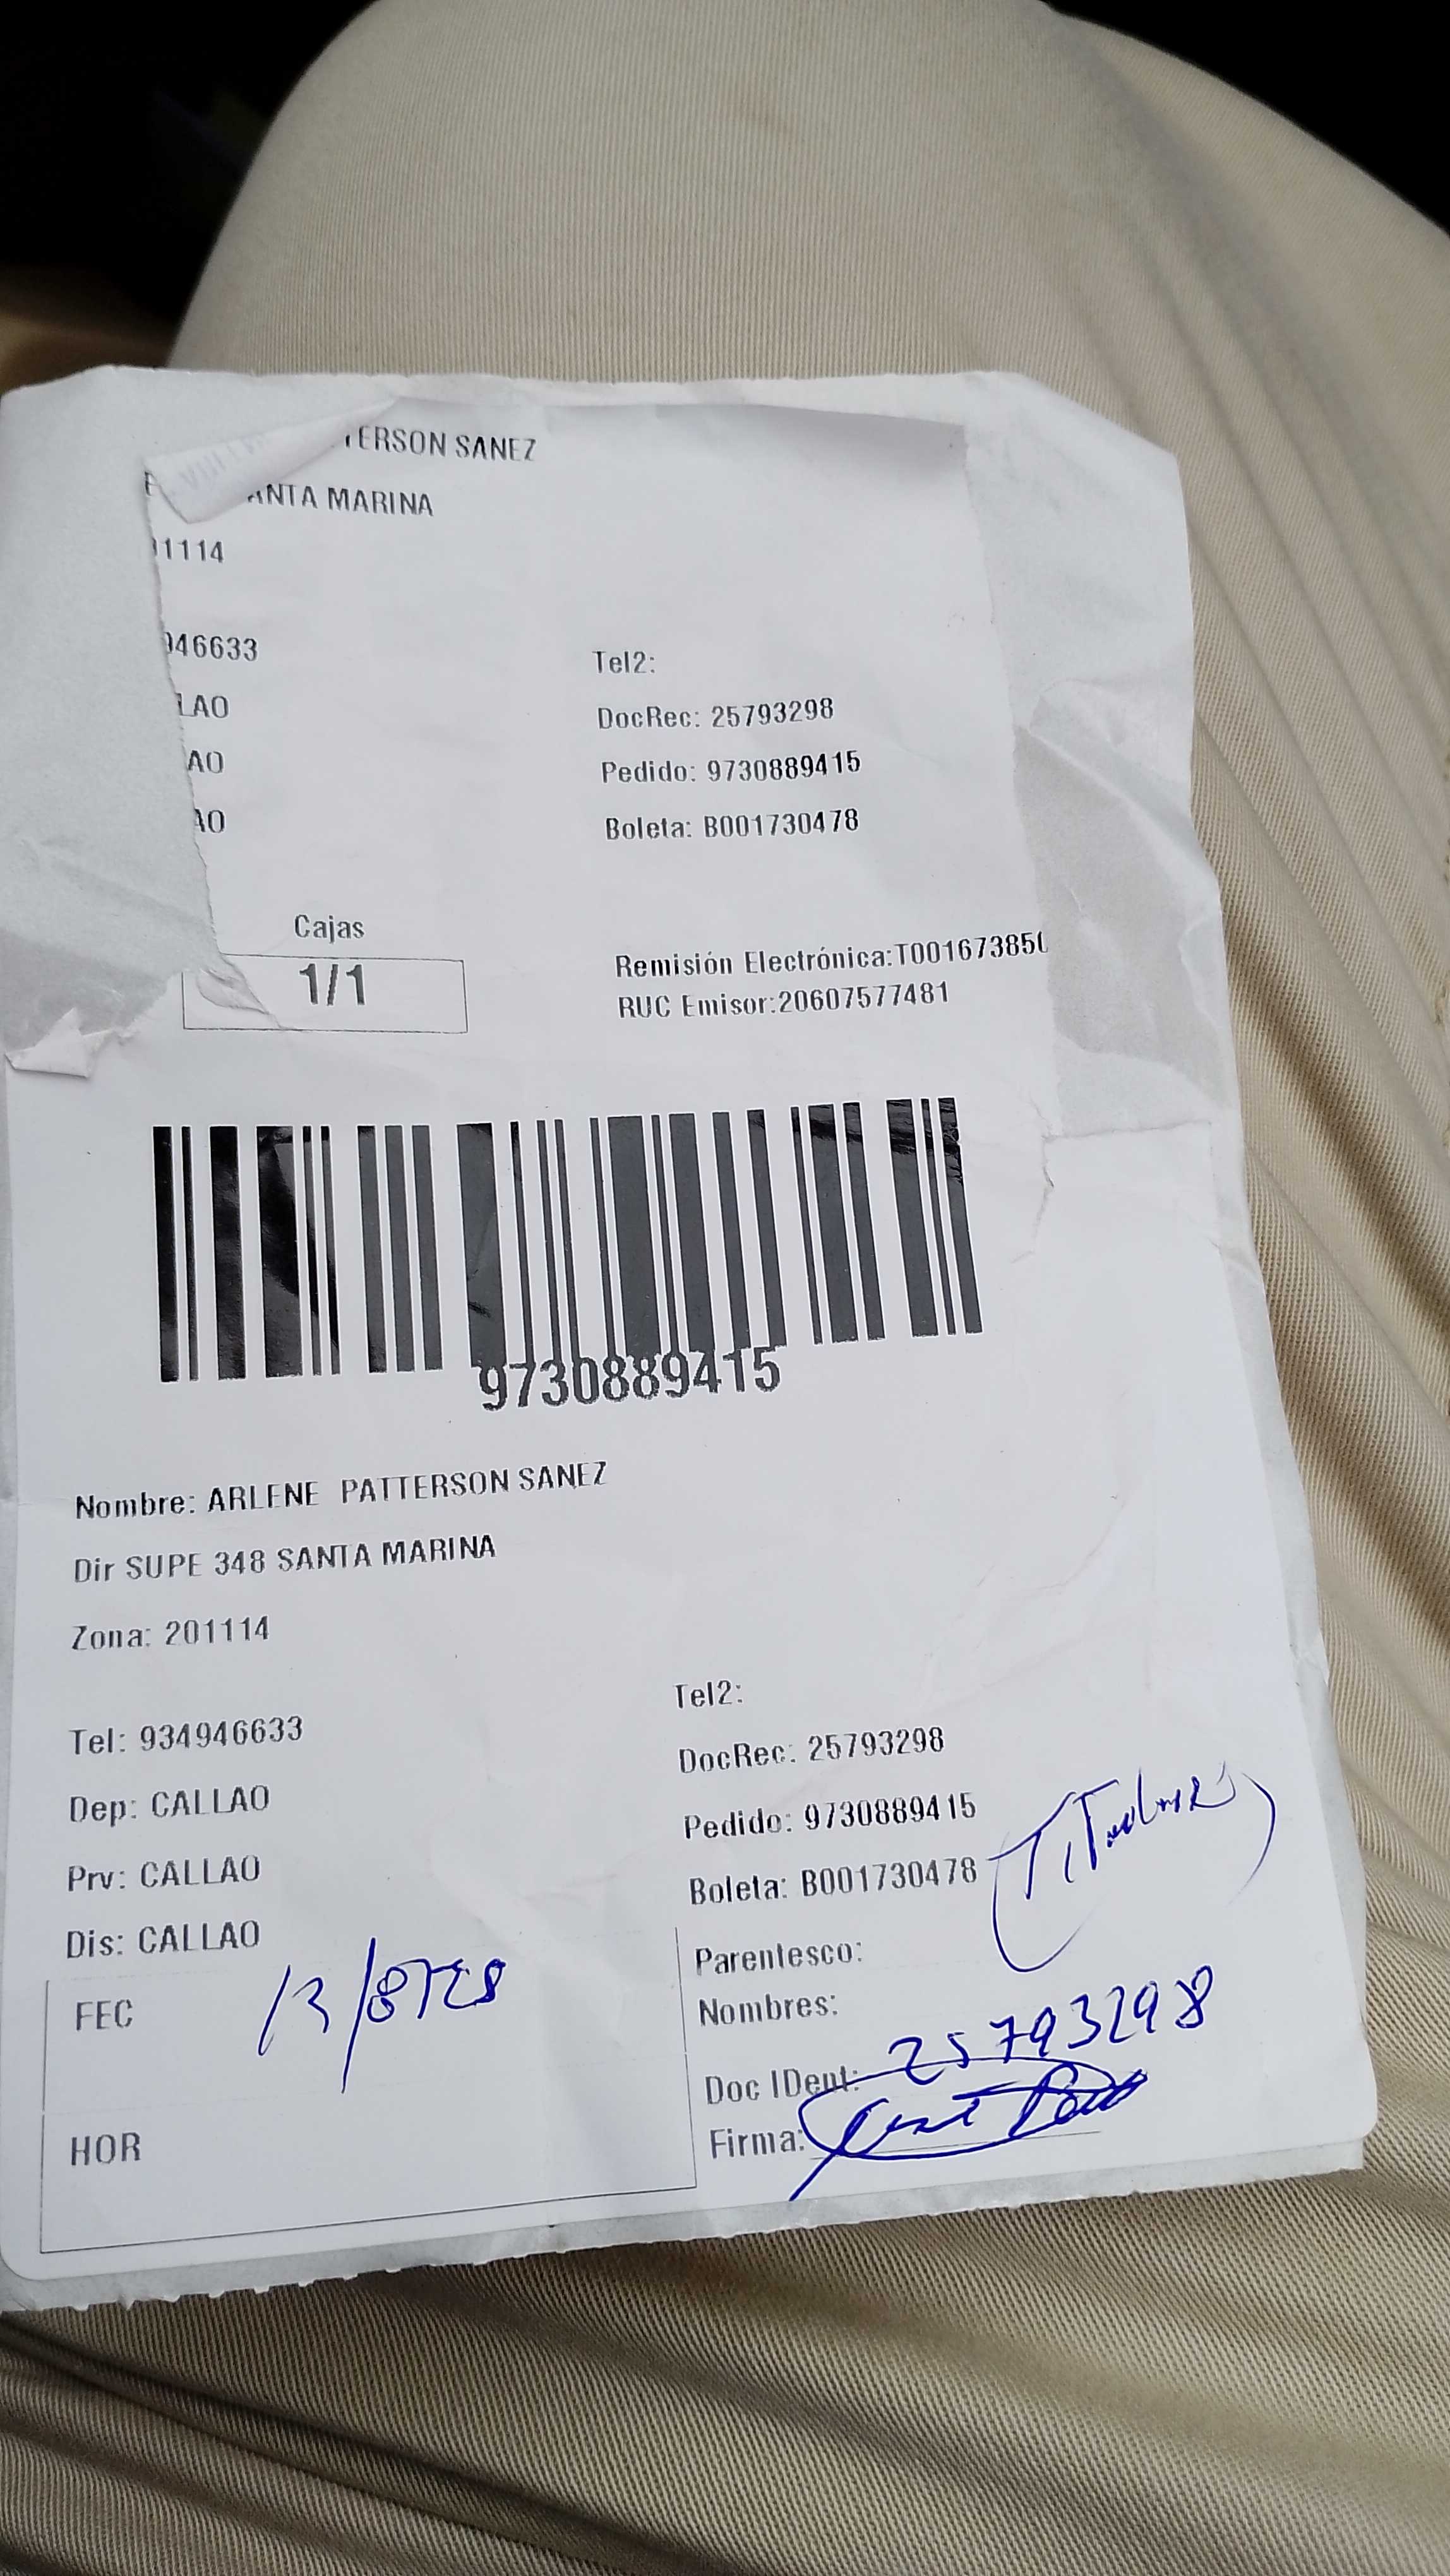 TERSON SANEZ
ANTA MARINA
1114
946633
LAO
AO
AO
Tel2:
DocRec: 25793298
Pedido: 9730889415
Boleta: B001730478
Cajas
1/1
Remisión Electrónica:T001673850
RUC Emisor:20607577481
9730889415
Nombre: ARLENE PATTERSON SANEZ
Dir SUPE 348 SANTA MARINA
Zona: 201114
Tel: 934946633
Dep: CALLAO
Prv: CALLAO
Dis: CALLAO
Tel2:
DocRec: 25793298
Pedido: 9730889415
Boleta: B001730478
(Titular)
Parentesco:
Nombres:
Doc IDent: 25793298
Firma:
FEC
HOR